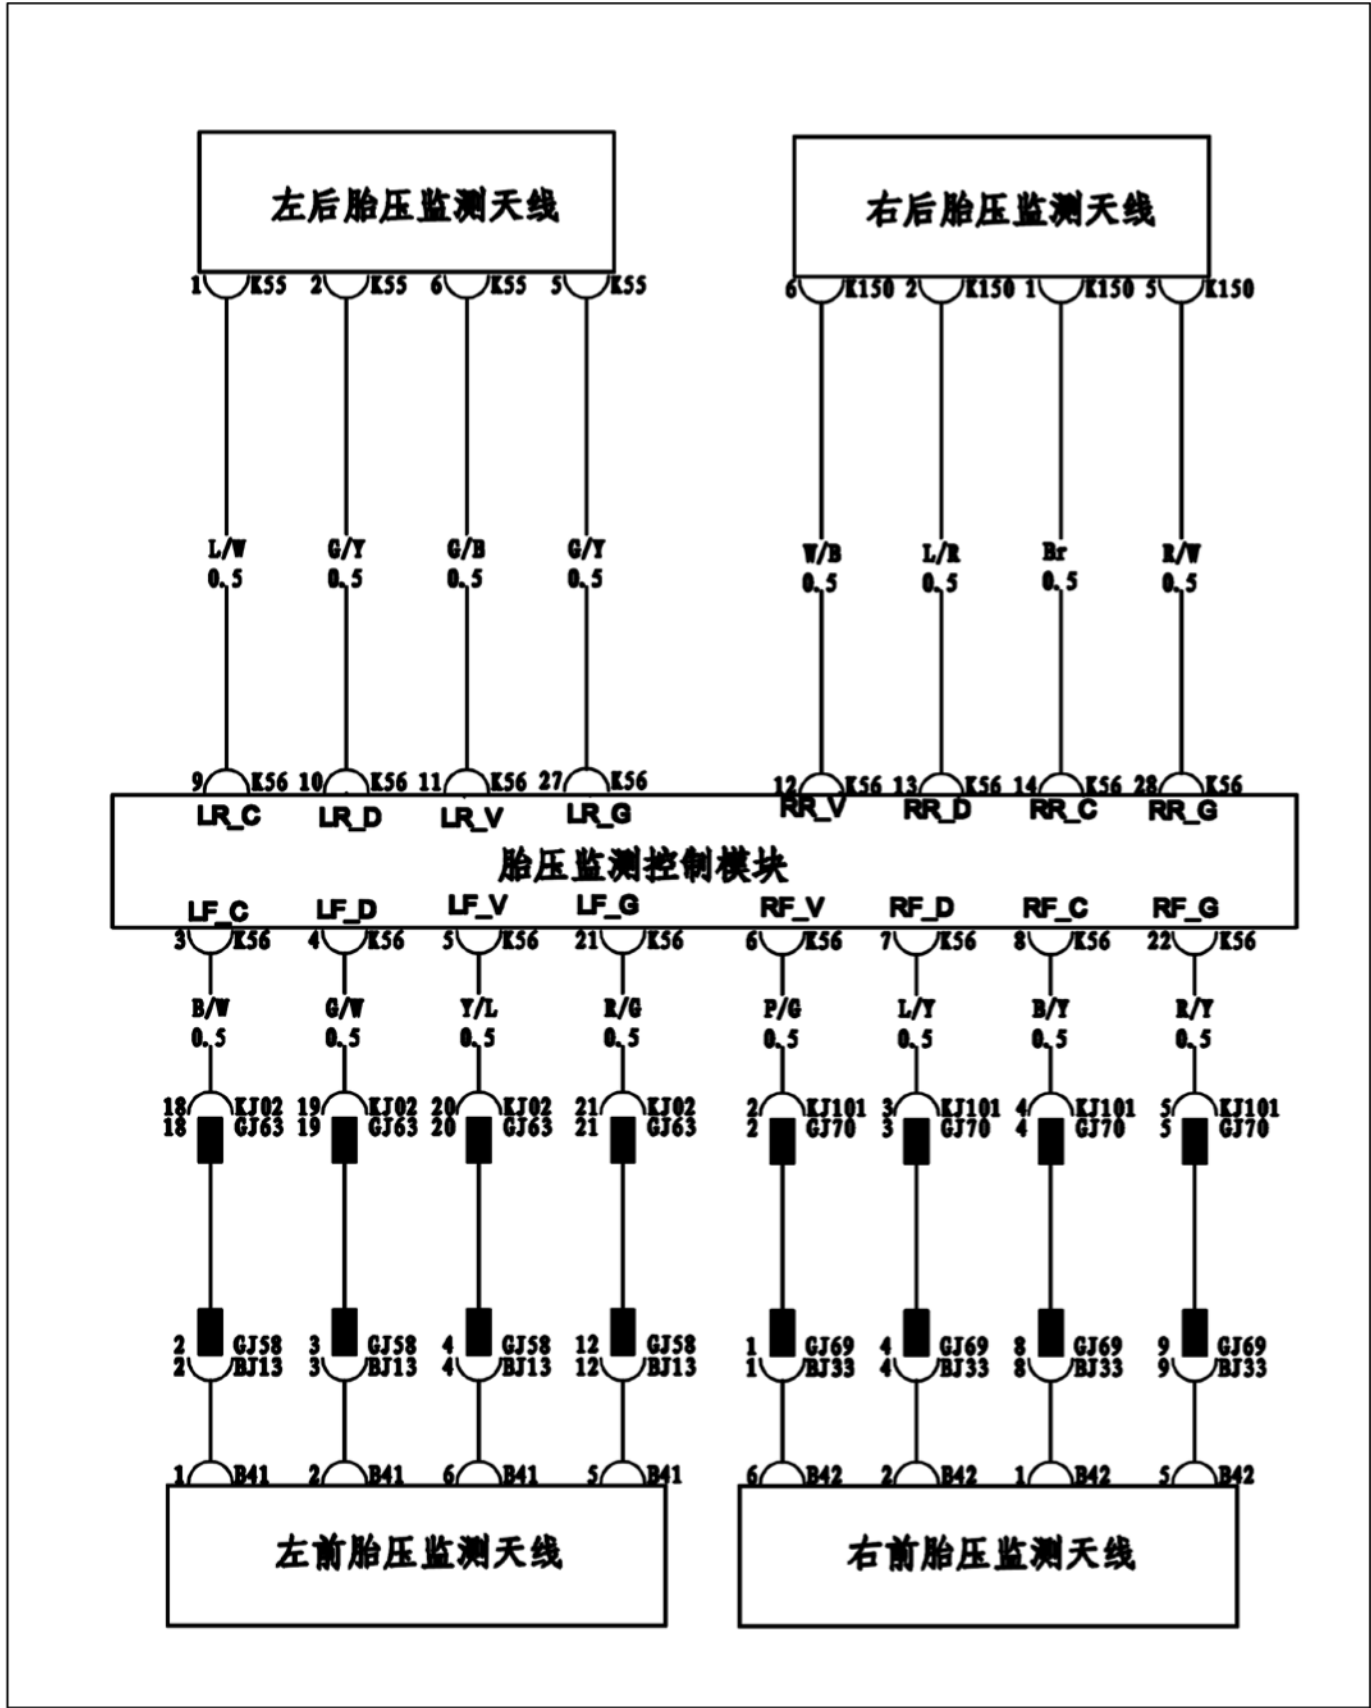 左后胎压监测天线 右后胎压监测天线
1 K55 2 K55 6 K55 5 K55 6 K150 2 K150 1 K150 5 K150
L/W G/Y G/B G/Y W/B L/R Br R/W
0.5 0.5 0.5 0.5 0.5 0.5 0.5 0.5
9 K56 10 K56 11 K56 27 K56 12 K56 13 K56 14 K56 28 K56
LR_C LR_D LR_V LR_G RR_V RR_D RR_C RR_G
胎压监测控制模块
LF_C LF_D LF_V LF_G RF_V RF_D RF_C RF_G
3 K56 4 K56 5 K56 21 K56 6 K56 7 K56 8 K56 22 K56
B/W G/W Y/L R/G P/G L/Y B/Y R/Y
0.5 0.5 0.5 0.5 0.5 0.5 0.5 0.5
18 KJ02 19 KJ02 20 KJ02 21 KJ02 2 KJ101 3 KJ101 4 KJ101 5 KJ101
18 GJ63 19 GJ63 20 GJ63 21 GJ63 2 GJ70 3 GJ70 4 GJ70 5 GJ70
2 GJ58 3 GJ58 4 GJ58 12 GJ58 1 GJ69 4 GJ69 8 GJ69 9 GJ69
2 BJ13 3 BJ13 4 BJ13 12 BJ13 1 BJ33 4 BJ33 8 BJ33 9 BJ33
1 B41 2 B41 6 B41 5 B41 6 B42 2 B42 1 B42 5 B42
左前胎压监测天线 右前胎压监测天线